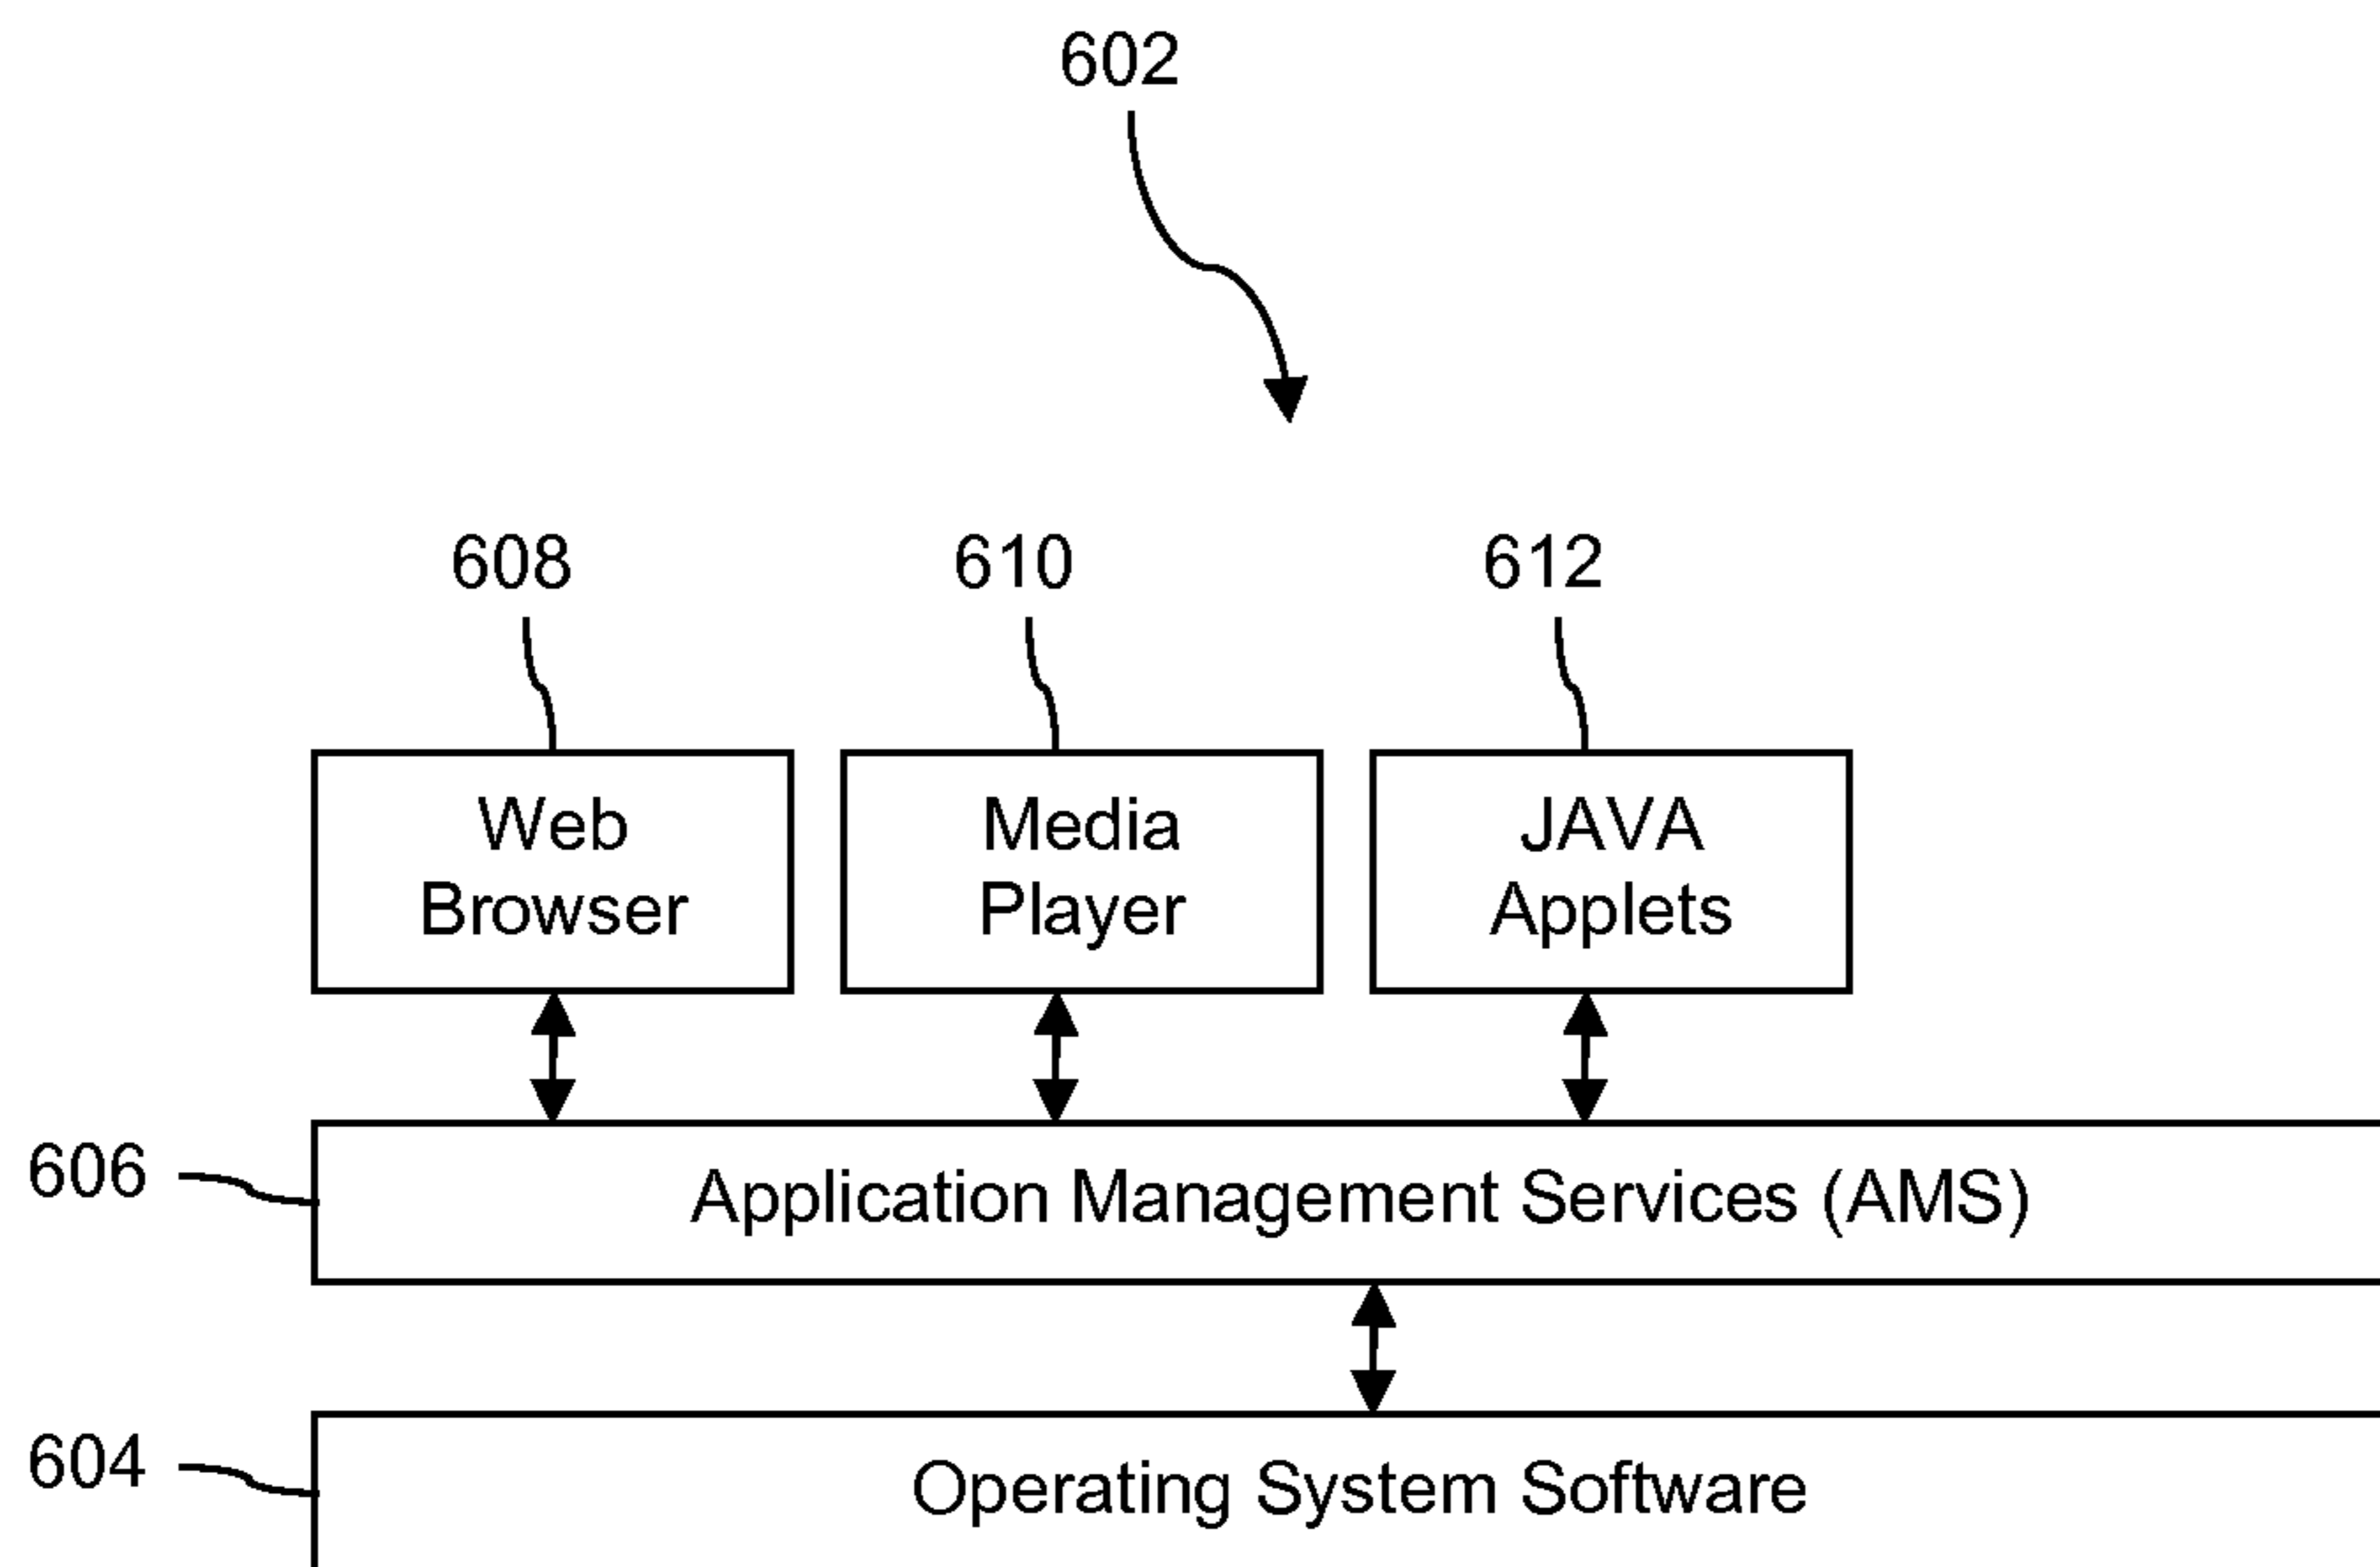 602
608
610
612
Web
Browser
Media
Player
JAVA
Applets
606
Application Management Services (AMS)
604
Operating System Software